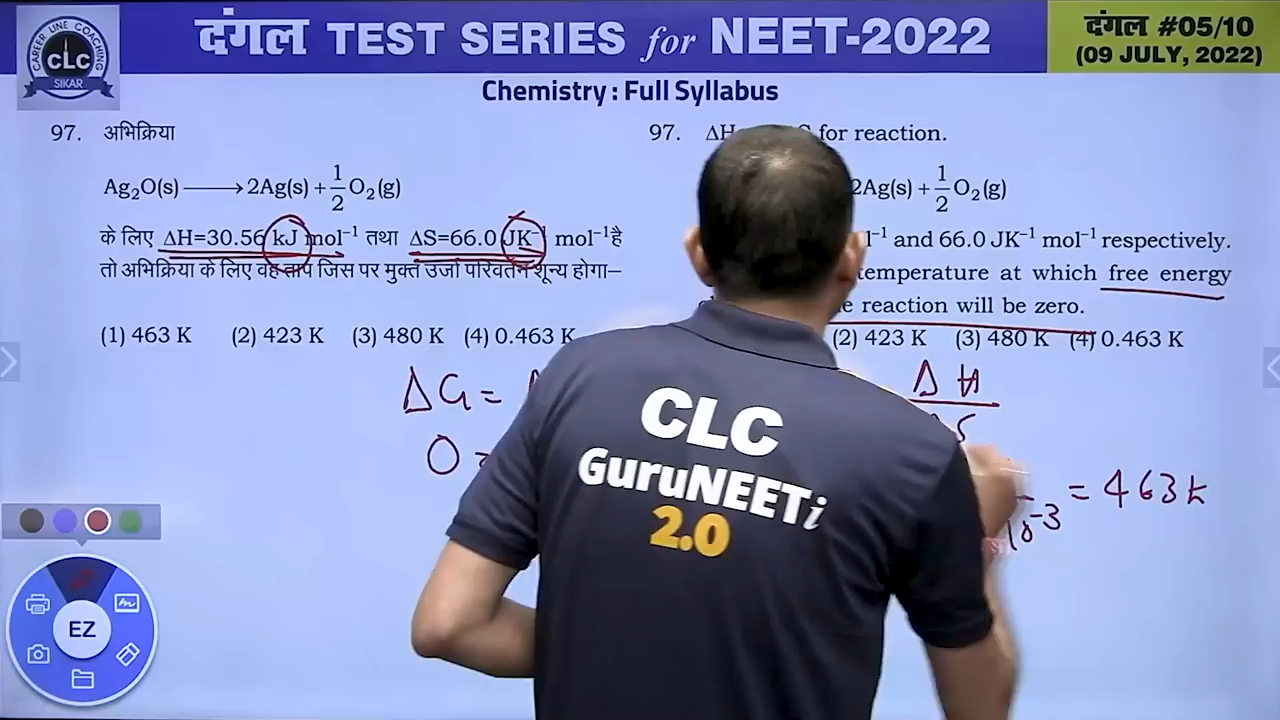 दंगल TEST SERIES for NEET-2022
दंगल #05/10
(09 JULY, 2022)
CAREER LINE COACHING
CLC
SIKAR
Chemistry : Full Syllabus
97. अभिक्रिया
Ag₂O(s) ⟶ 2Ag(s) + 1/2 O₂(g)
के लिए ΔH=30.56 kJ mol⁻¹ तथा ΔS=66.0 JK⁻¹ mol⁻¹ है
तो अभिक्रिया के लिए वह ताप जिस पर मुक्त उर्जा परिवर्तन शून्य होगा–
(1) 463 K (2) 423 K (3) 480 K (4) 0.463 K
97. ΔH S for reaction.
2Ag(s) + 1/2 O₂(g)
and 66.0 JK⁻¹ mol⁻¹ respectively.
temperature at which free energy
reaction will be zero.
(2) 423 K (3) 480 K (4) 0.463 K
ΔG =
0 =
ΔH
S
10⁻³ = 463 K
CLC
GuruNEETi
2.0
EZ